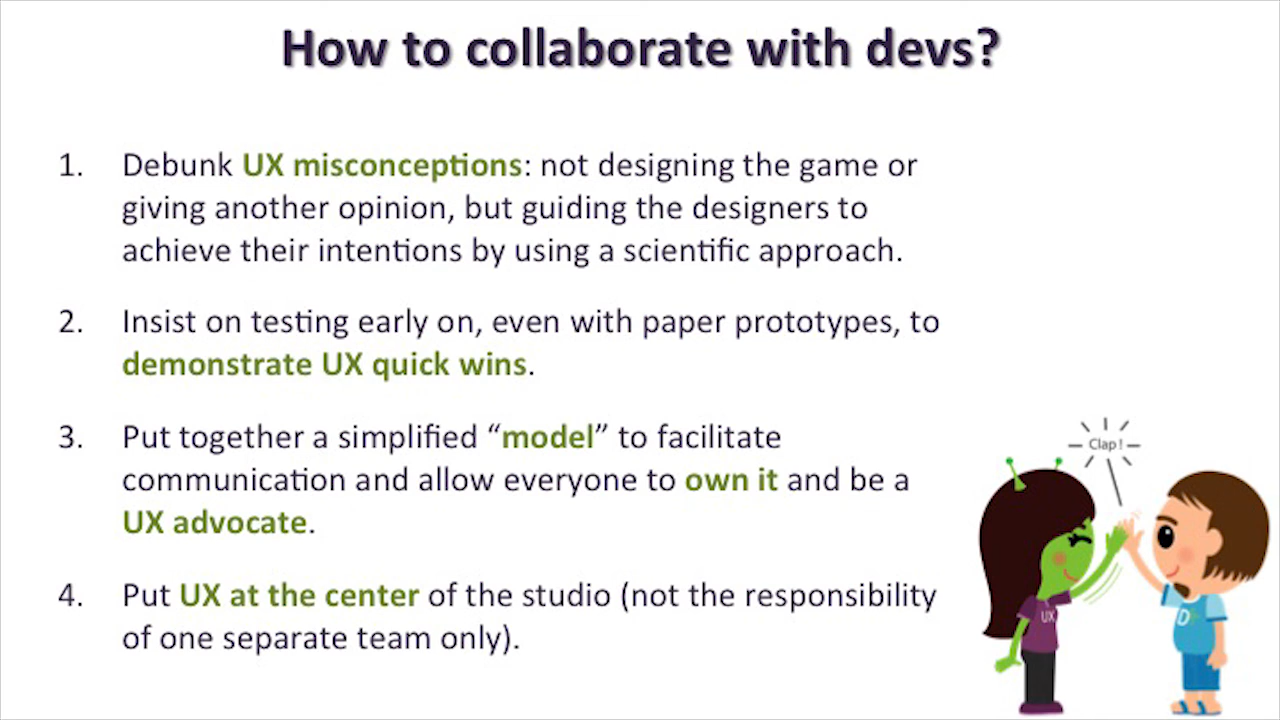 How to collaborate with devs?
1. Debunk UX misconceptions: not designing the game or
giving another opinion, but guiding the designers to
achieve their intentions by using a scientific approach.
2. Insist on testing early on, even with paper prototypes, to
demonstrate UX quick wins.
3. Put together a simplified “model” to facilitate
communication and allow everyone to own it and be a
UX advocate.
4. Put UX at the center of the studio (not the responsibility
of one separate team only).
Clap!
UX
D+